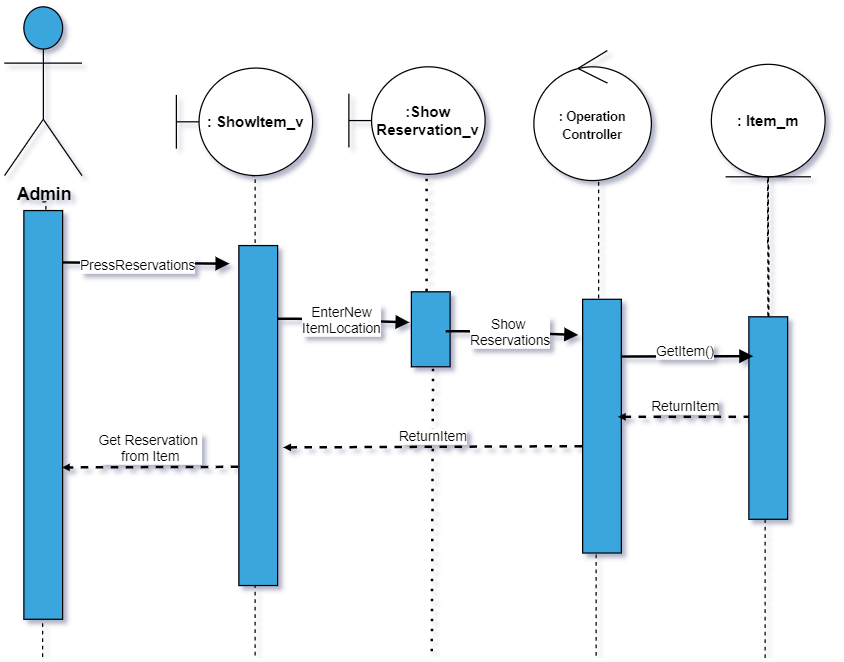 : ShowItem_v
:Show
Reservation_v
: Operation
Controller
: Item_m
Admin
PressReservations
EnterNew
ItemLocation
Show
Reservations
GetItem()
ReturnItem
ReturnItem
Get Reservation
from Item